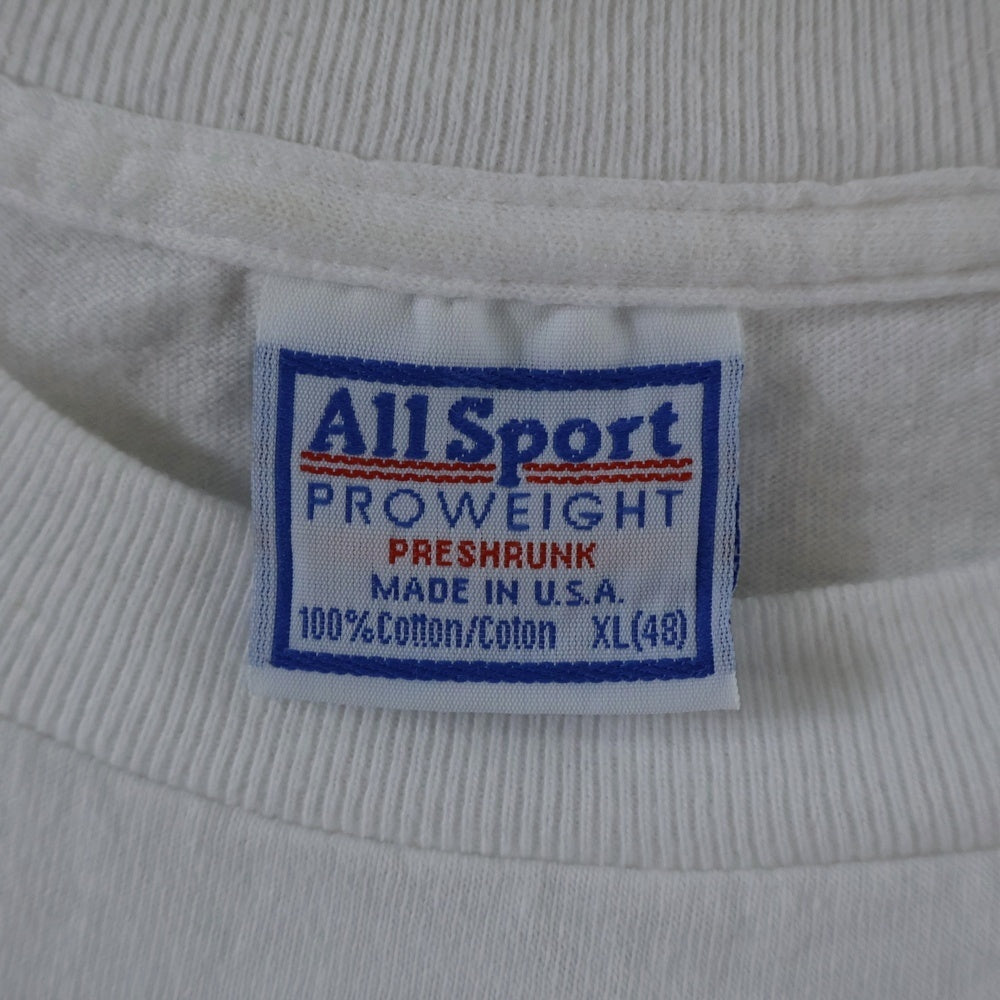 All Sport
PROWEIGHT
PRESHRUNK
MADE IN U.S.A.
100% Cotton/Coton XL(48)